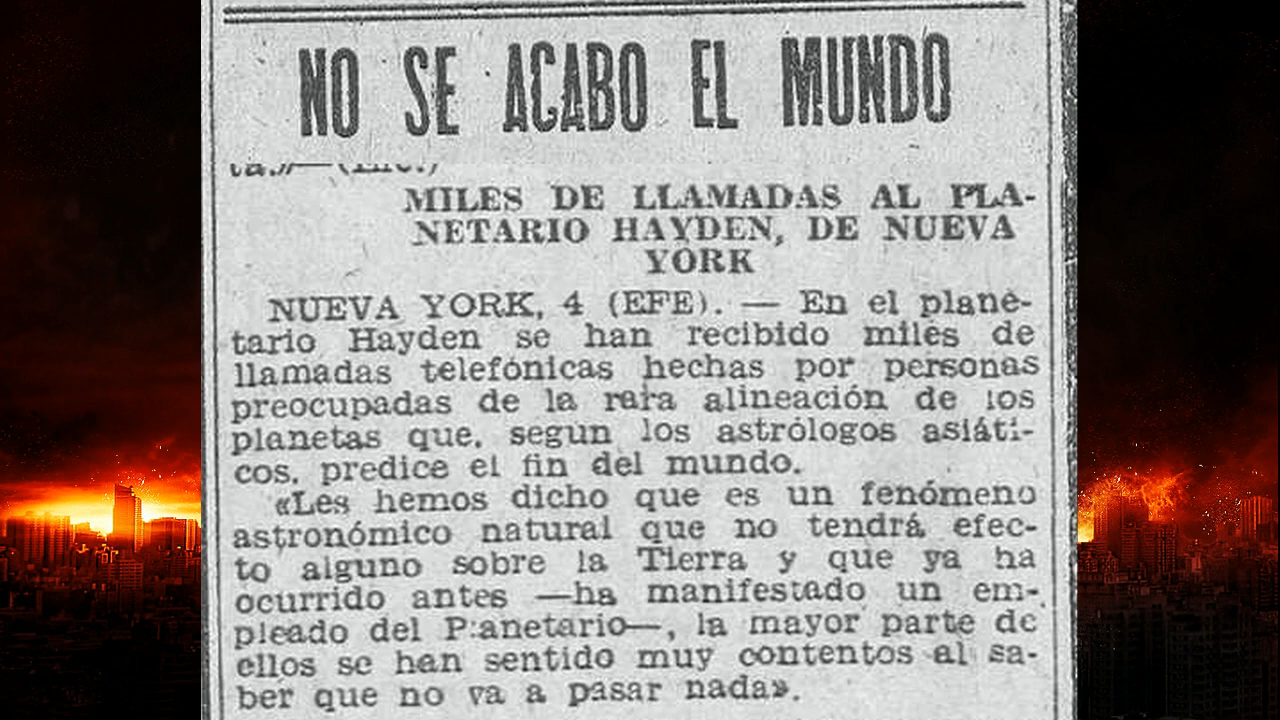 NO SE ACABO EL MUNDO
MILES DE LLAMADAS AL PLA-
NETARIO HAYDEN, DE NUEVA
YORK
NUEVA YORK, 4 (EFE). — En el plane-
tario Hayden se han recibido miles de
llamadas telefónicas hechas por personas
preocupadas de la rara alineación de los
planetas que, segun los astrólogos asiáti-
cos, predice el fin del mundo.
«Les hemos dicho que es un fenómeno
astronómico natural que no tendrá efec-
to alguno sobre la Tierra y que ya ha
ocurrido antes —ha manifestado un em-
pleado del Planetario—, la mayor parte de
ellos se han sentido muy contentos al sa-
ber que no va a pasar nada».